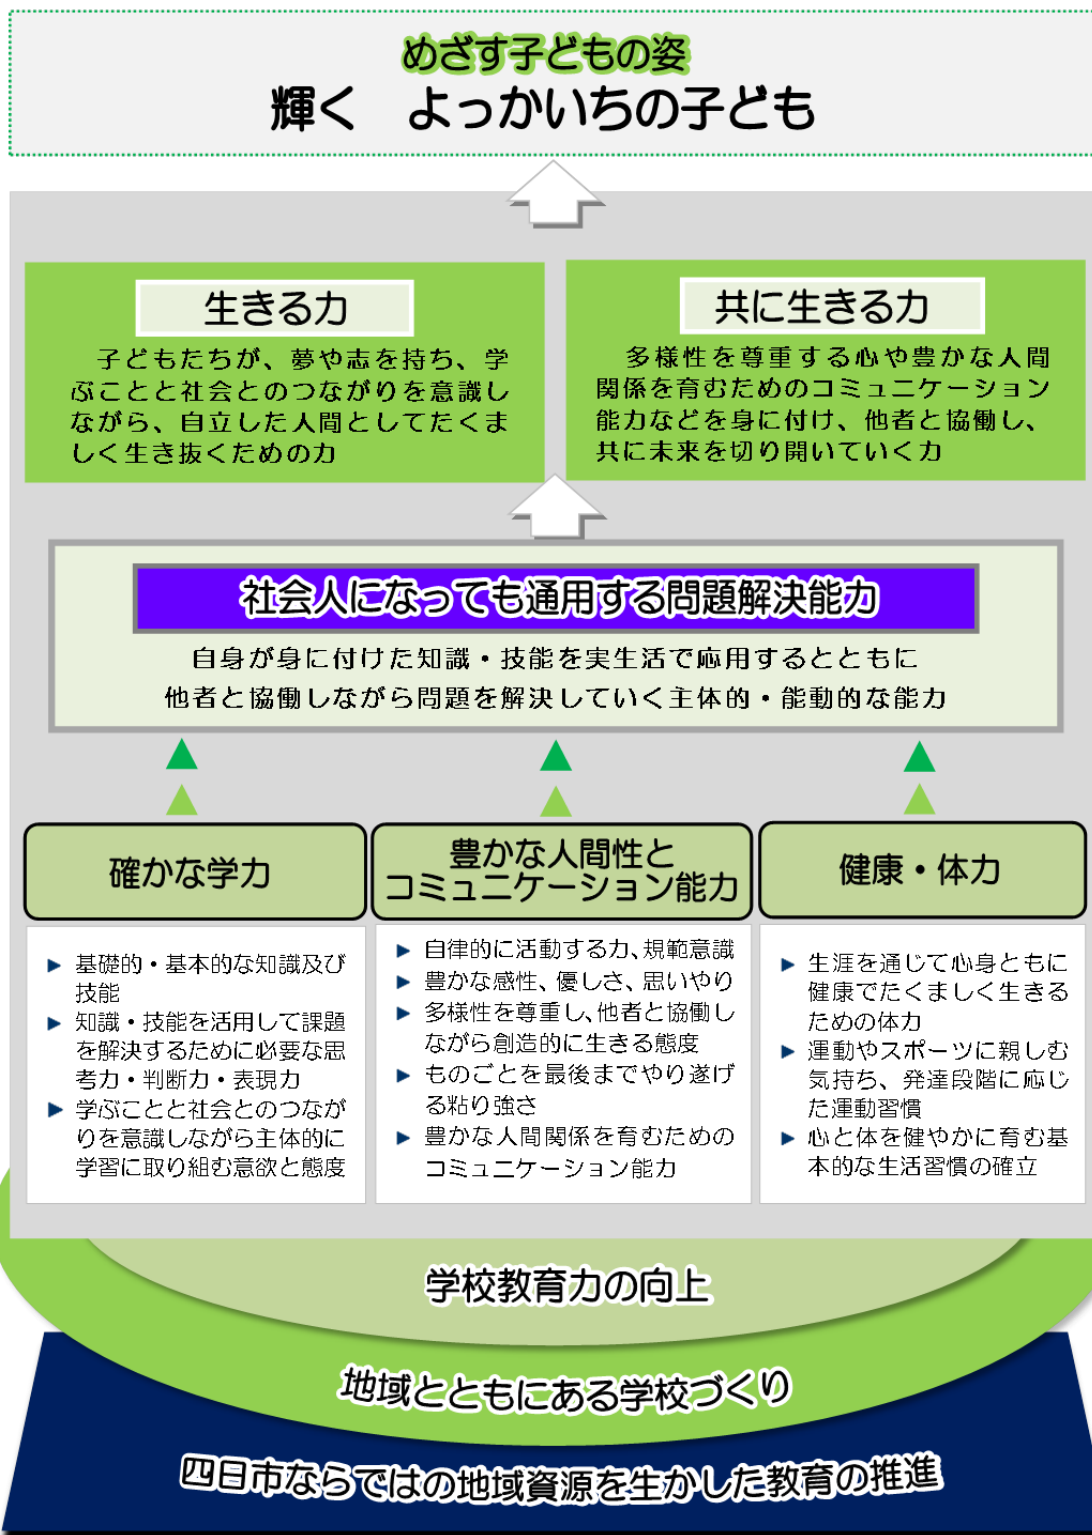 めざす子どもの姿
輝く　よっかいちの子ども
生きる力
子どもたちが、夢や志を持ち、学
ぶことと社会とのつながりを意識し
ながら、自立した人間としてたくま
しく生き抜くための力
共に生きる力
多様性を尊重する心や豊かな人間
関係を育むためのコミュニケーション
能力などを身に付け、他者と協働し、
共に未来を切り開いていく力
社会人になっても通用する問題解決能力
自身が身に付けた知識・技能を実生活で応用するとともに
他者と協働しながら問題を解決していく主体的・能動的な能力
確かな学力
▶ 基礎的・基本的な知識及び
技能
▶ 知識・技能を活用して課題
を解決するために必要な思
考力・判断力・表現力
▶ 学ぶことと社会とのつなが
りを意識しながら主体的に
学習に取り組む意欲と態度
豊かな人間性と
コミュニケーション能力
▶ 自律的に活動する力、規範意識
▶ 豊かな感性、優しさ、思いやり
▶ 多様性を尊重し、他者と協働し
ながら創造的に生きる態度
▶ ものごとを最後までやり遂げ
る粘り強さ
▶ 豊かな人間関係を育むための
コミュニケーション能力
健康・体力
▶ 生涯を通じて心身ともに
健康でたくましく生きる
ための体力
▶ 運動やスポーツに親しむ
気持ち、発達段階に応じ
た運動習慣
▶ 心と体を健やかに育む基
本的な生活習慣の確立
学校教育力の向上
地域とともにある学校づくり
四日市ならではの地域資源を生かした教育の推進